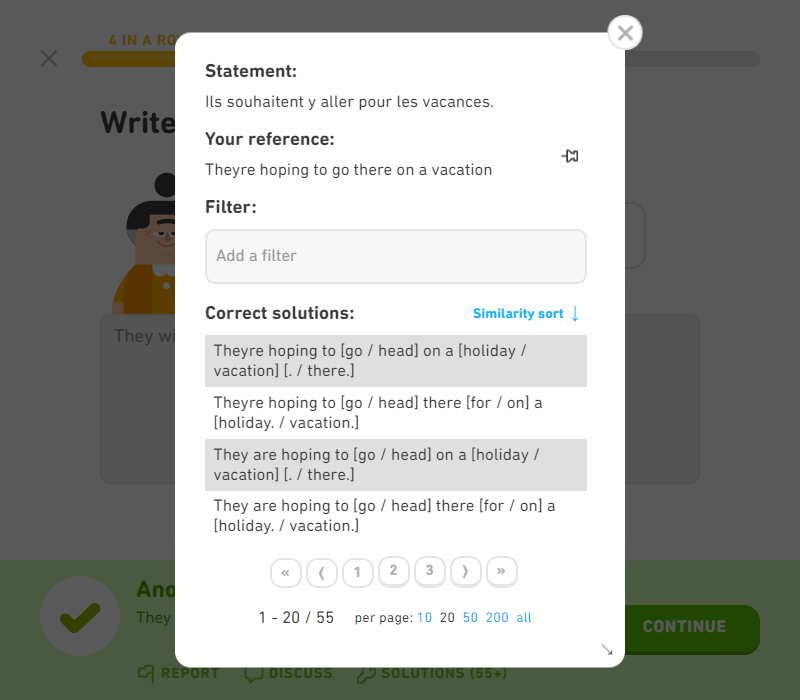 4 IN A RO
Write
Statement:
Ils souhaitent y aller pour les vacances.
Your reference:
Theyre hoping to go there on a vacation
Filter:
Add a filter
Correct solutions:
Similarity sort ↓
They wi
Theyre hoping to [go / head] on a [holiday /
vacation] [. / there.]
Theyre hoping to [go / head] there [for / on] a
[holiday. / vacation.]
They are hoping to [go / head] on a [holiday /
vacation] [. / there.]
They are hoping to [go / head] there [for / on] a
[holiday. / vacation.]
« ⟨ 1 2 3 ⟩ »
1 - 20 / 55 per page: 10 20 50 200 all
Ano
They
CONTINUE
REPORT DISCUSS SOLUTIONS (55+)